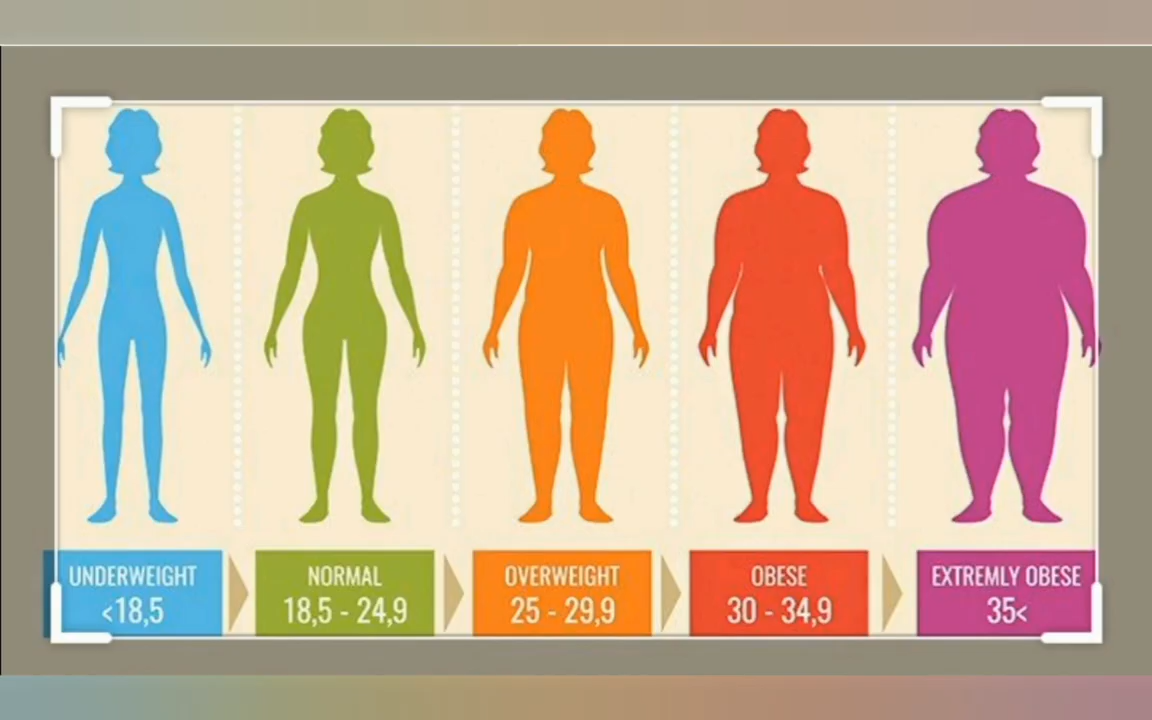 UNDERWEIGHT
<18,5
NORMAL
18,5 - 24,9
OVERWEIGHT
25 - 29,9
OBESE
30 - 34,9
EXTREMLY OBESE
35<